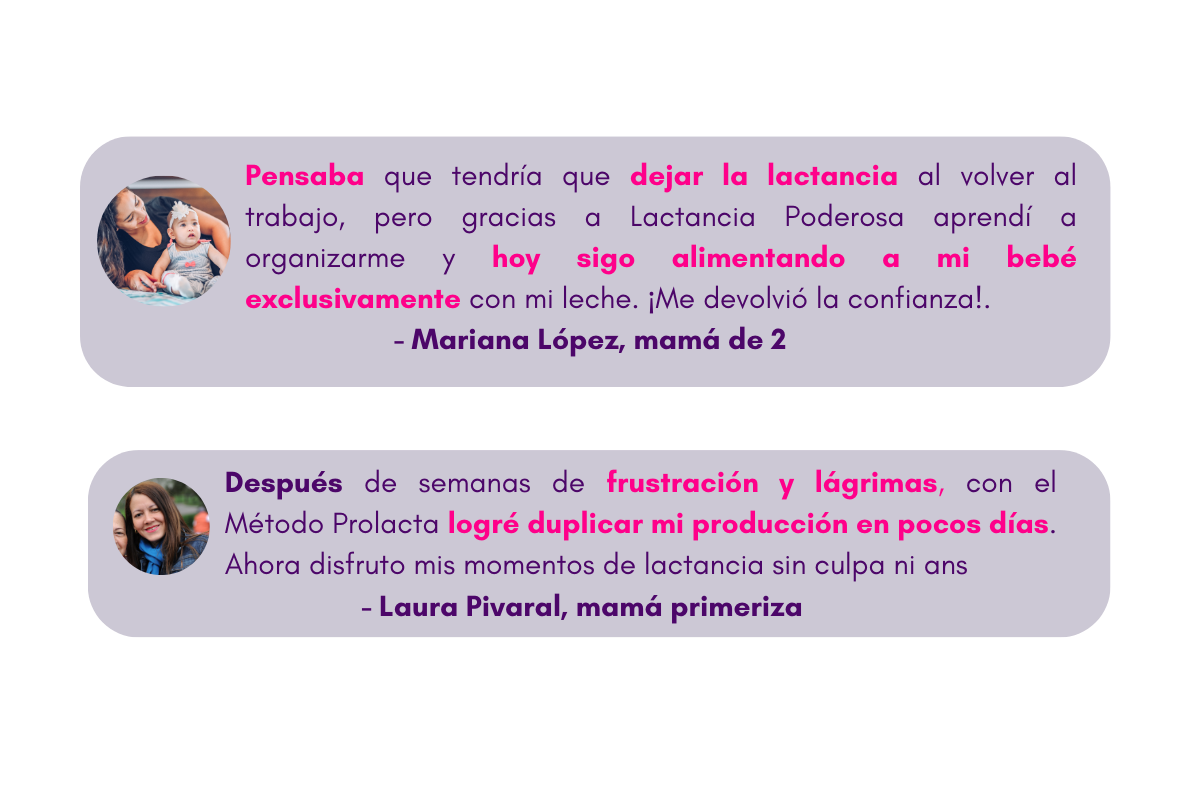 Pensaba que tendría que dejar la lactancia al volver al
trabajo, pero gracias a Lactancia Poderosa aprendí a
organizarme y hoy sigo alimentando a mi bebé
exclusivamente con mi leche. ¡Me devolvió la confianza!.
- Mariana López, mamá de 2
Después de semanas de frustración y lágrimas, con el
Método Prolacta logré duplicar mi producción en pocos días.
Ahora disfruto mis momentos de lactancia sin culpa ni ans
- Laura Pivaral, mamá primeriza